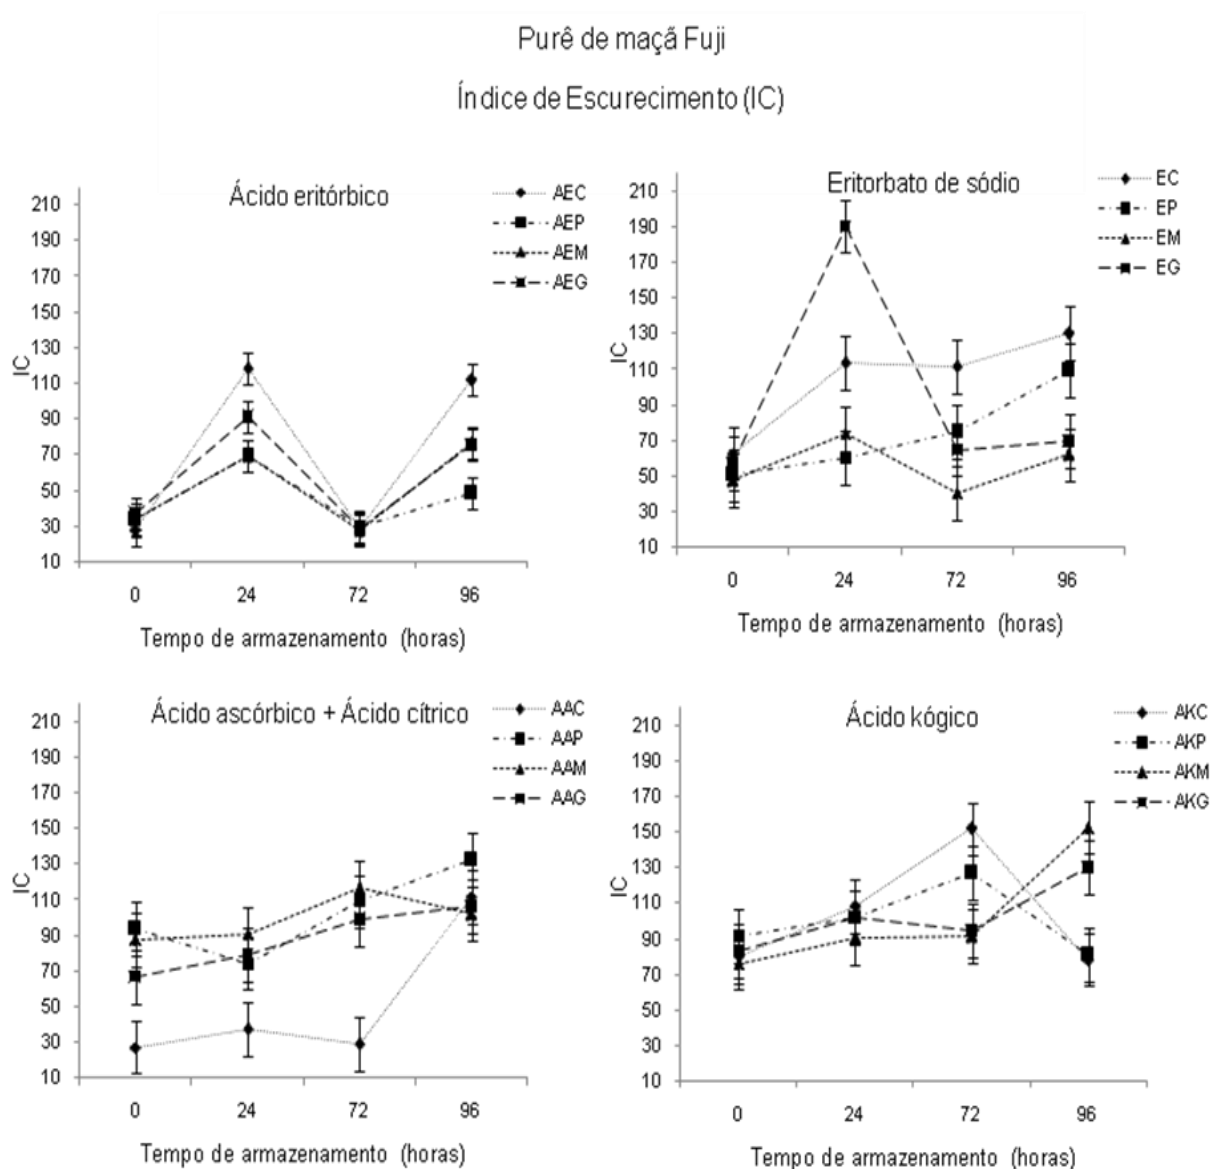 Purê de maçã Fuji
Índice de Escurecimento (IC)
Ácido eritórbico
AEC
AEP
AEM
AEG
210
190
170
150
130
110
90
70
50
30
10
IC
0 24 72 96
Tempo de armazenamento (horas)
Eritorbato de sódio
EC
EP
EM
EG
210
190
170
150
130
110
90
70
50
30
10
IC
0 24 72 96
Tempo de armazenamento (horas)
Ácido ascórbico + Ácido cítrico
AAC
AAP
AAM
AAG
210
190
170
150
130
110
90
70
50
30
10
IC
0 24 72 96
Tempo de armazenamento (horas)
Ácido kógico
AKC
AKP
AKM
AKG
210
190
170
150
130
110
90
70
50
30
10
IC
0 24 72 96
Tempo de armazenamento (horas)